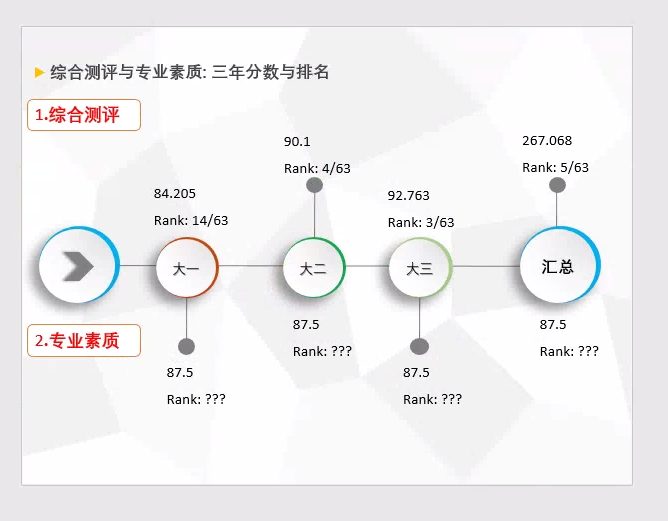 综合测评与专业素质: 三年分数与排名
1.综合测评
84.205
Rank: 14/63
90.1
Rank: 4/63
92.763
Rank: 3/63
267.068
Rank: 5/63
大一
大二
大三
汇总
2.专业素质
87.5
Rank: ???
87.5
Rank: ???
87.5
Rank: ???
87.5
Rank: ???